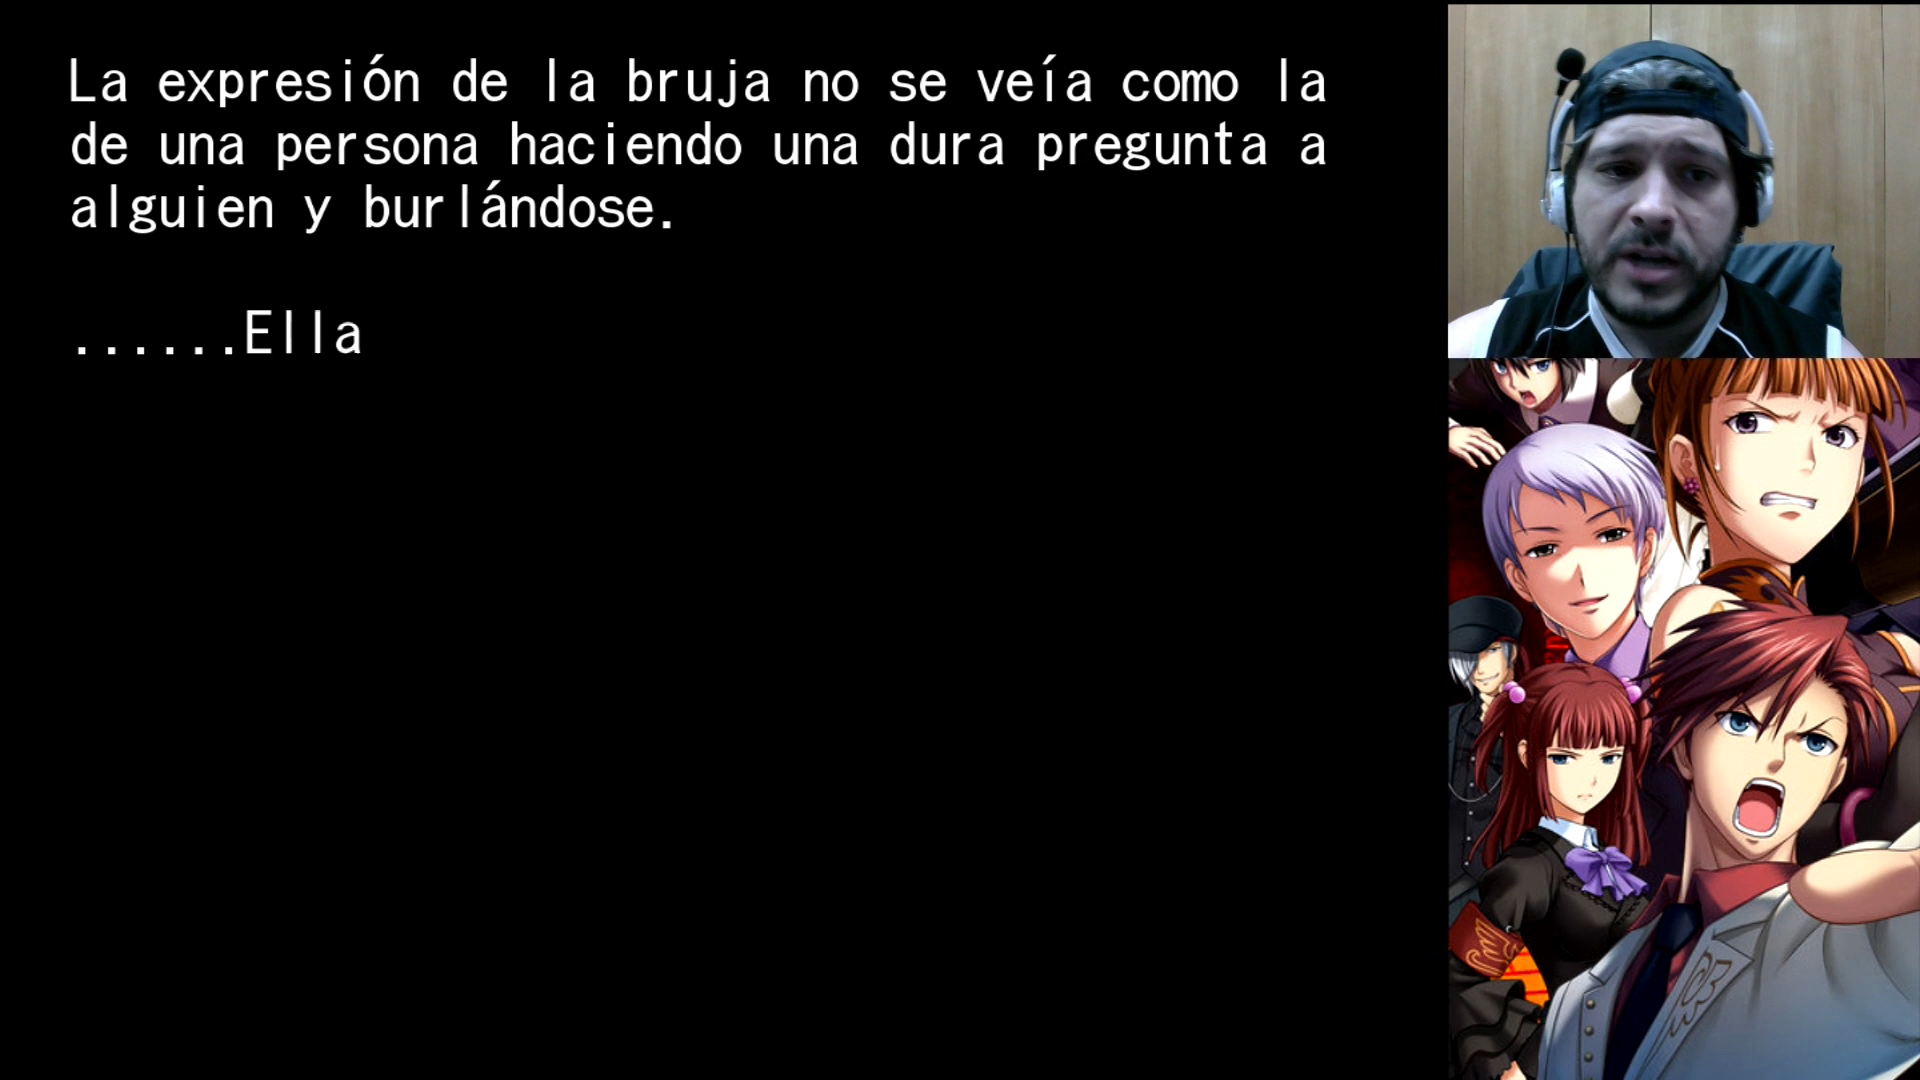 La expresión de la bruja no se veía como la
de una persona haciendo una dura pregunta a
alguien y burlándose.
......Ella